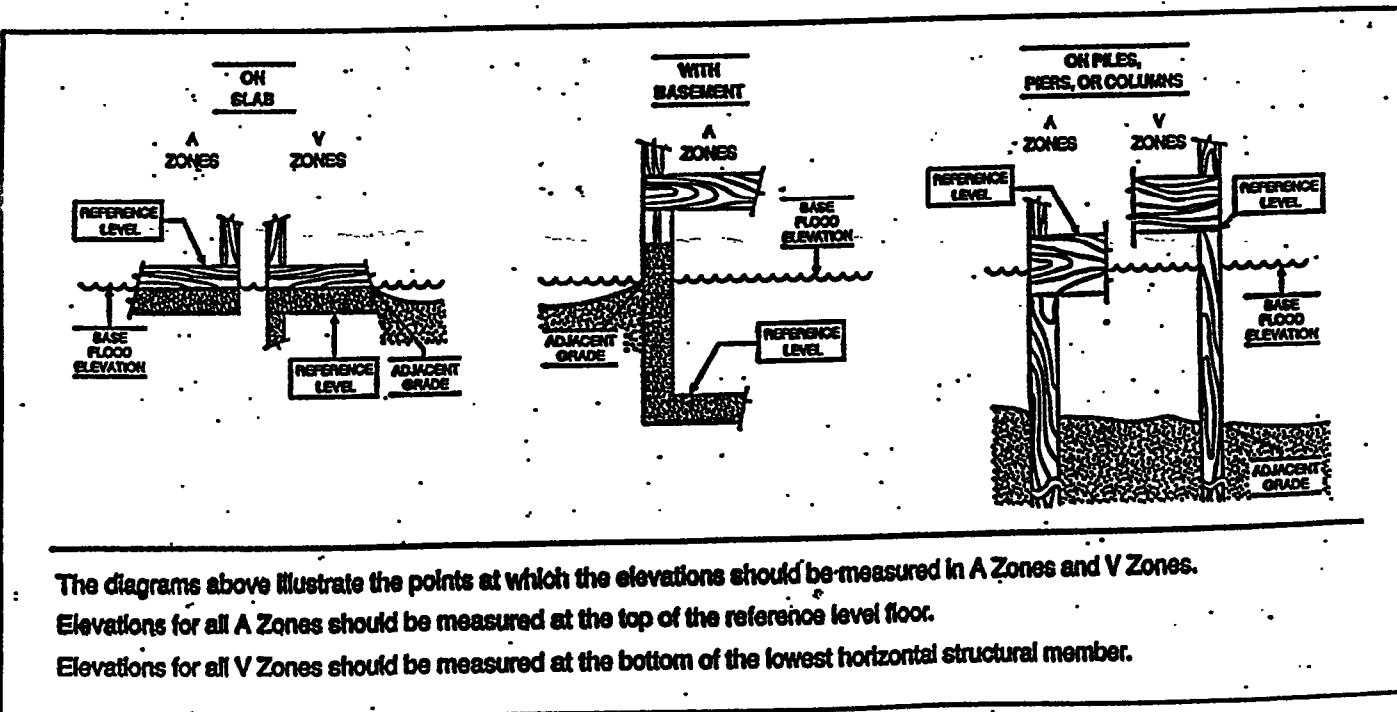 ON
SLAB
A
ZONES
V
ZONES
REFERENCE
LEVEL
BASE
FLOOD
ELEVATION
REFERENCE
LEVEL
ADJACENT
GRADE
WITH
BASEMENT
A
ZONES
BASE
FLOOD
ELEVATION
ADJACENT
GRADE
REFERENCE
LEVEL
ON PILES,
PIERS, OR COLUMNS
A
ZONES
V
ZONES
REFERENCE
LEVEL
REFERENCE
LEVEL
BASE
FLOOD
ELEVATION
ADJACENT
GRADE
The diagrams above illustrate the points at which the elevations should be measured in A Zones and V Zones.
Elevations for all A Zones should be measured at the top of the reference level floor.
Elevations for all V Zones should be measured at the bottom of the lowest horizontal structural member.